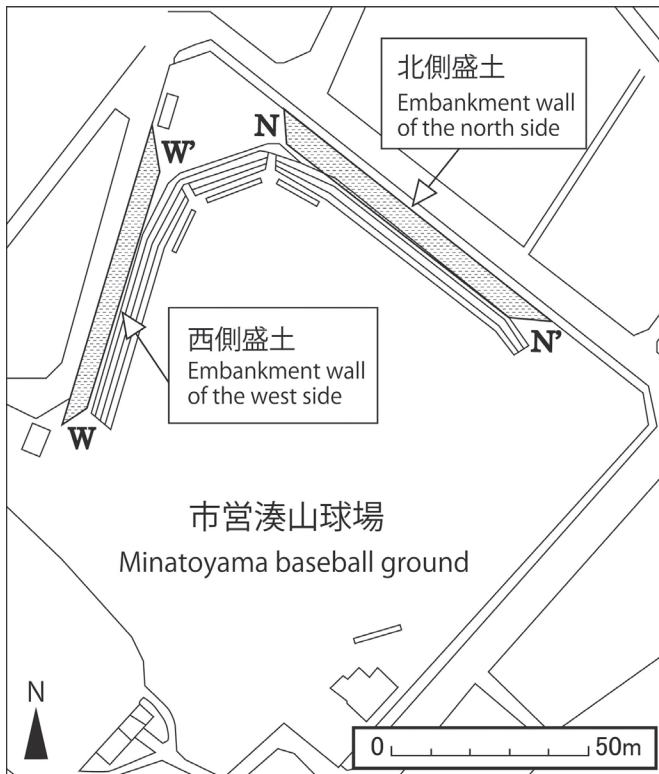 北側盛土
Embankment wall
of the north side
N
W'
西側盛土
Embankment wall
of the west side
N'
W
市営湊山球場
Minatoyama baseball ground
N
0
50m